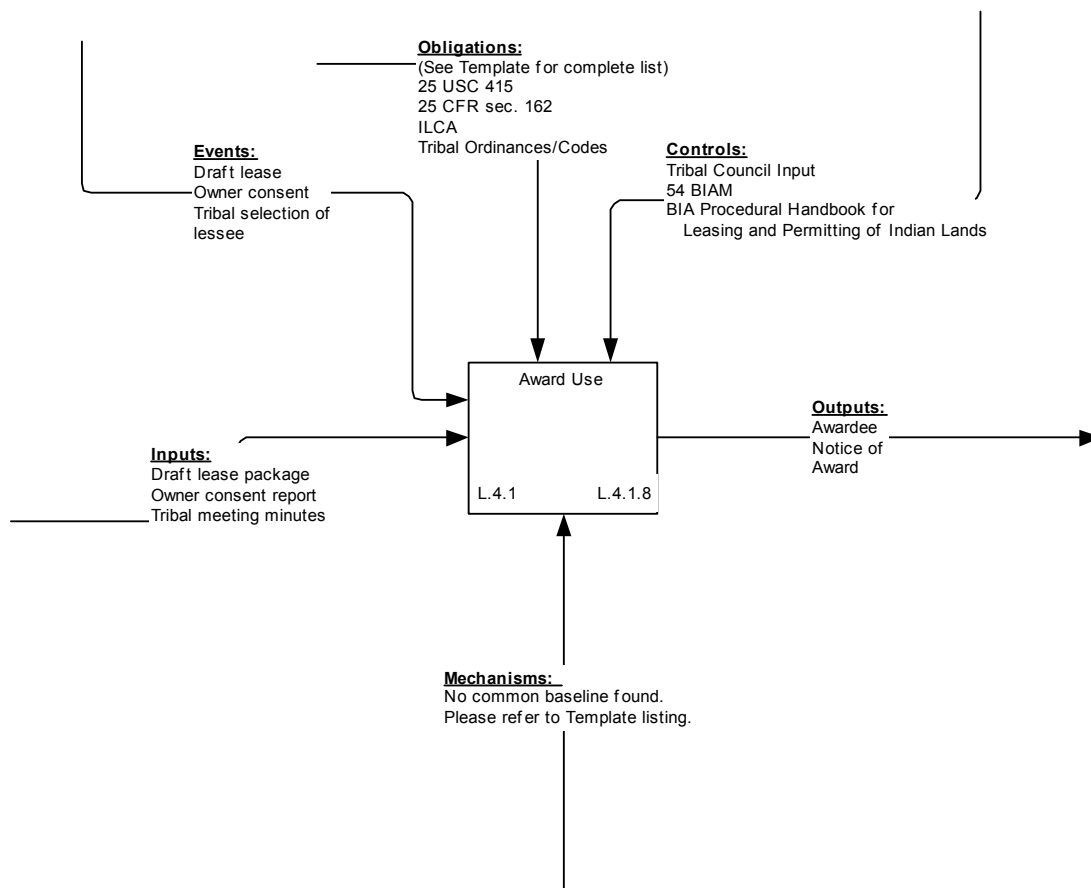 Obligations:
(See Template for complete list)
25 USC 415
25 CFR sec. 162
ILCA
Tribal Ordinances/Codes
Events:
Draft lease
Owner consent
Tribal selection of
lessee
Controls:
Tribal Council Input
54 BIAM
BIA Procedural Handbook for
Leasing and Permitting of Indian Lands
Award Use
L.4.1 L.4.1.8
Outputs:
Awardee
Notice of
Award
Inputs:
Draft lease package
Owner consent report
Tribal meeting minutes
Mechanisms:
No common baseline found.
Please refer to Template listing.